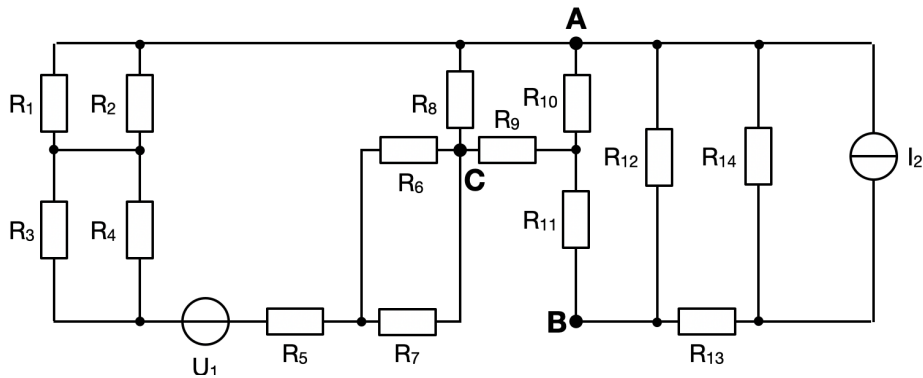 A
R₁
R₂
R₈
R₁₀
R₉
R₁₂
R₁₄
I₂
R₆
C
R₃
R₄
R₁₁
B
U₁
R₅
R₇
R₁₃